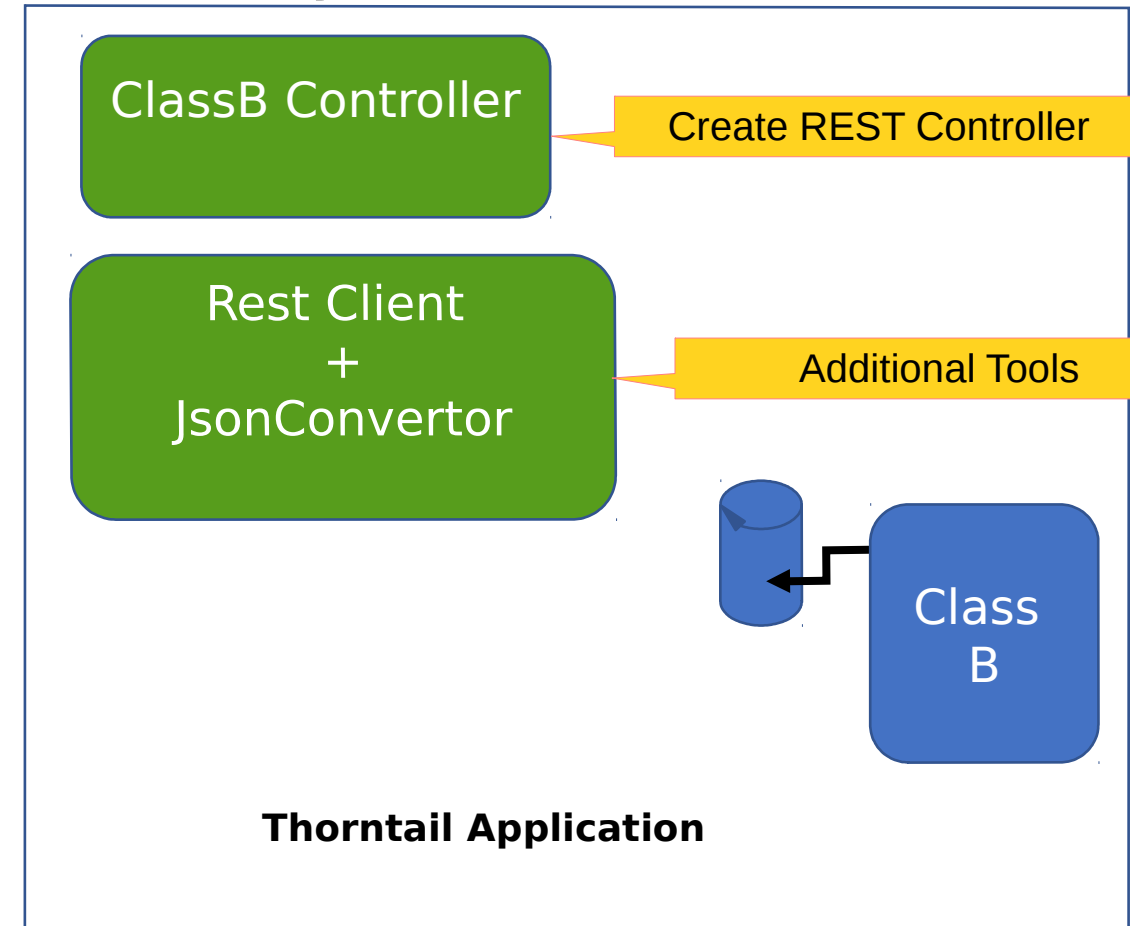 ClassB Controller
Create REST Controller
Rest Client
+
JsonConvertor
Additional Tools
Class
B
Thorntail Application